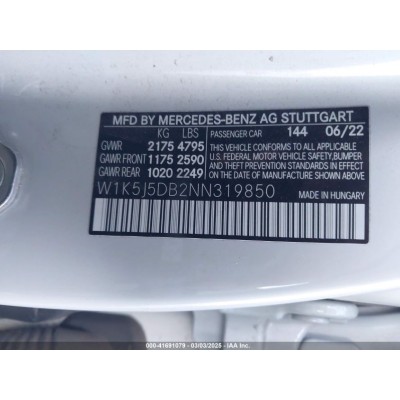 MFD BY MERCEDES-BENZ AG STUTTGART
KG LBS PASSENGER CAR 144 06/22
GVWR 2175 4795
GAWR FRONT 1175 2590
GAWR REAR 1020 2249
THIS VEHICLE CONFORMS TO ALL APPLICABLE
U.S. FEDERAL MOTOR VEHICLE SAFETY, BUMPER,
AND THEFT PREVENTION STANDARDS IN EFFECT ON
THE DATE OF MANUFACTURE SHOWN ABOVE.
W1K5J5DB2NN319850 MADE IN HUNGARY
000-41691079 - 03/03/2025 - IAA Inc.